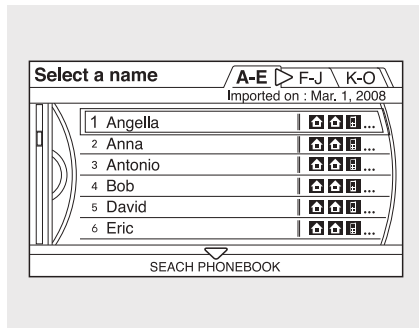 Select a name A-E F-J K-O
Imported on : Mar. 1, 2008
1 Angella ...
2 Anna ...
3 Antonio ...
4 Bob ...
5 David ...
6 Eric ...
SEACH PHONEBOOK